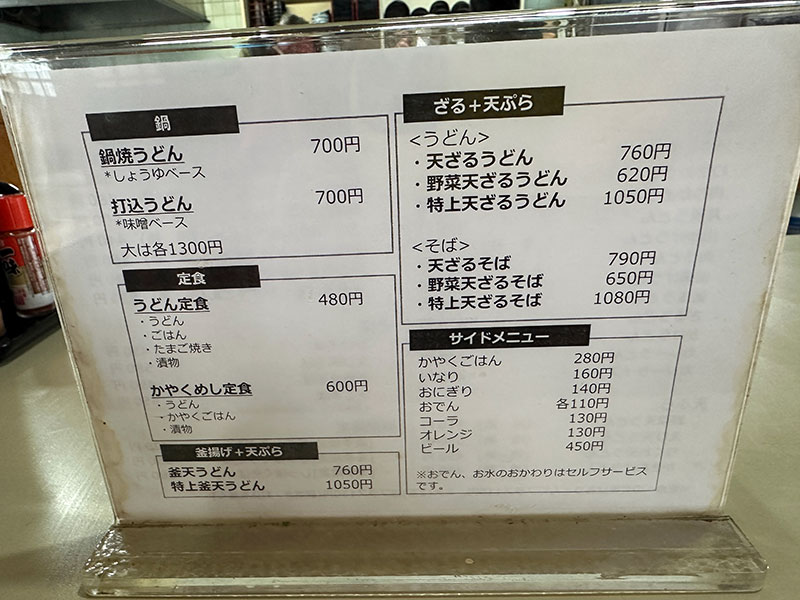 鍋
鍋焼うどん 700円
*しょうゆベース
打込うどん 700円
*味噌ベース
大は各1300円
定食
うどん定食 480円
・うどん
・ごはん
・たまご焼き
・漬物
かやくめし定食 600円
・うどん
・かやくごはん
・漬物
釜揚げ+天ぷら
釜天うどん 760円
特上釜天うどん 1050円
ざる+天ぷら
<うどん>
・天ざるうどん 760円
・野菜天ざるうどん 620円
・特上天ざるうどん 1050円
<そば>
・天ざるそば 790円
・野菜天ざるそば 650円
・特上天ざるそば 1080円
サイドメニュー
かやくごはん 280円
いなり 160円
おにぎり 140円
おでん 各110円
コーラ 130円
オレンジ 130円
ビール 450円
※おでん、お水のおかわりはセルフサービス
です。